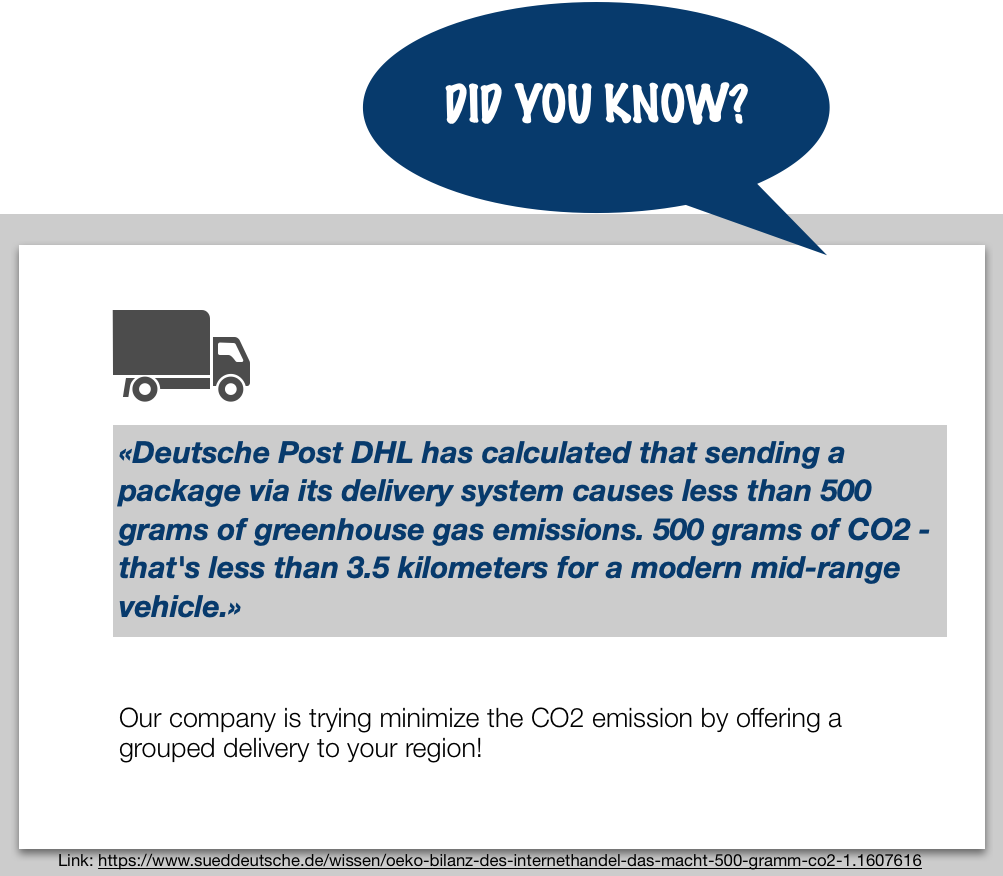 DID YOU KNOW?
«Deutsche Post DHL has calculated that sending a
package via its delivery system causes less than 500
grams of greenhouse gas emissions. 500 grams of CO2 -
that's less than 3.5 kilometers for a modern mid-range
vehicle.»
Our company is trying minimize the CO2 emission by offering a
grouped delivery to your region!
Link: https://www.sueddeutsche.de/wissen/oeko-bilanz-des-internethandel-das-macht-500-gramm-co2-1.1607616